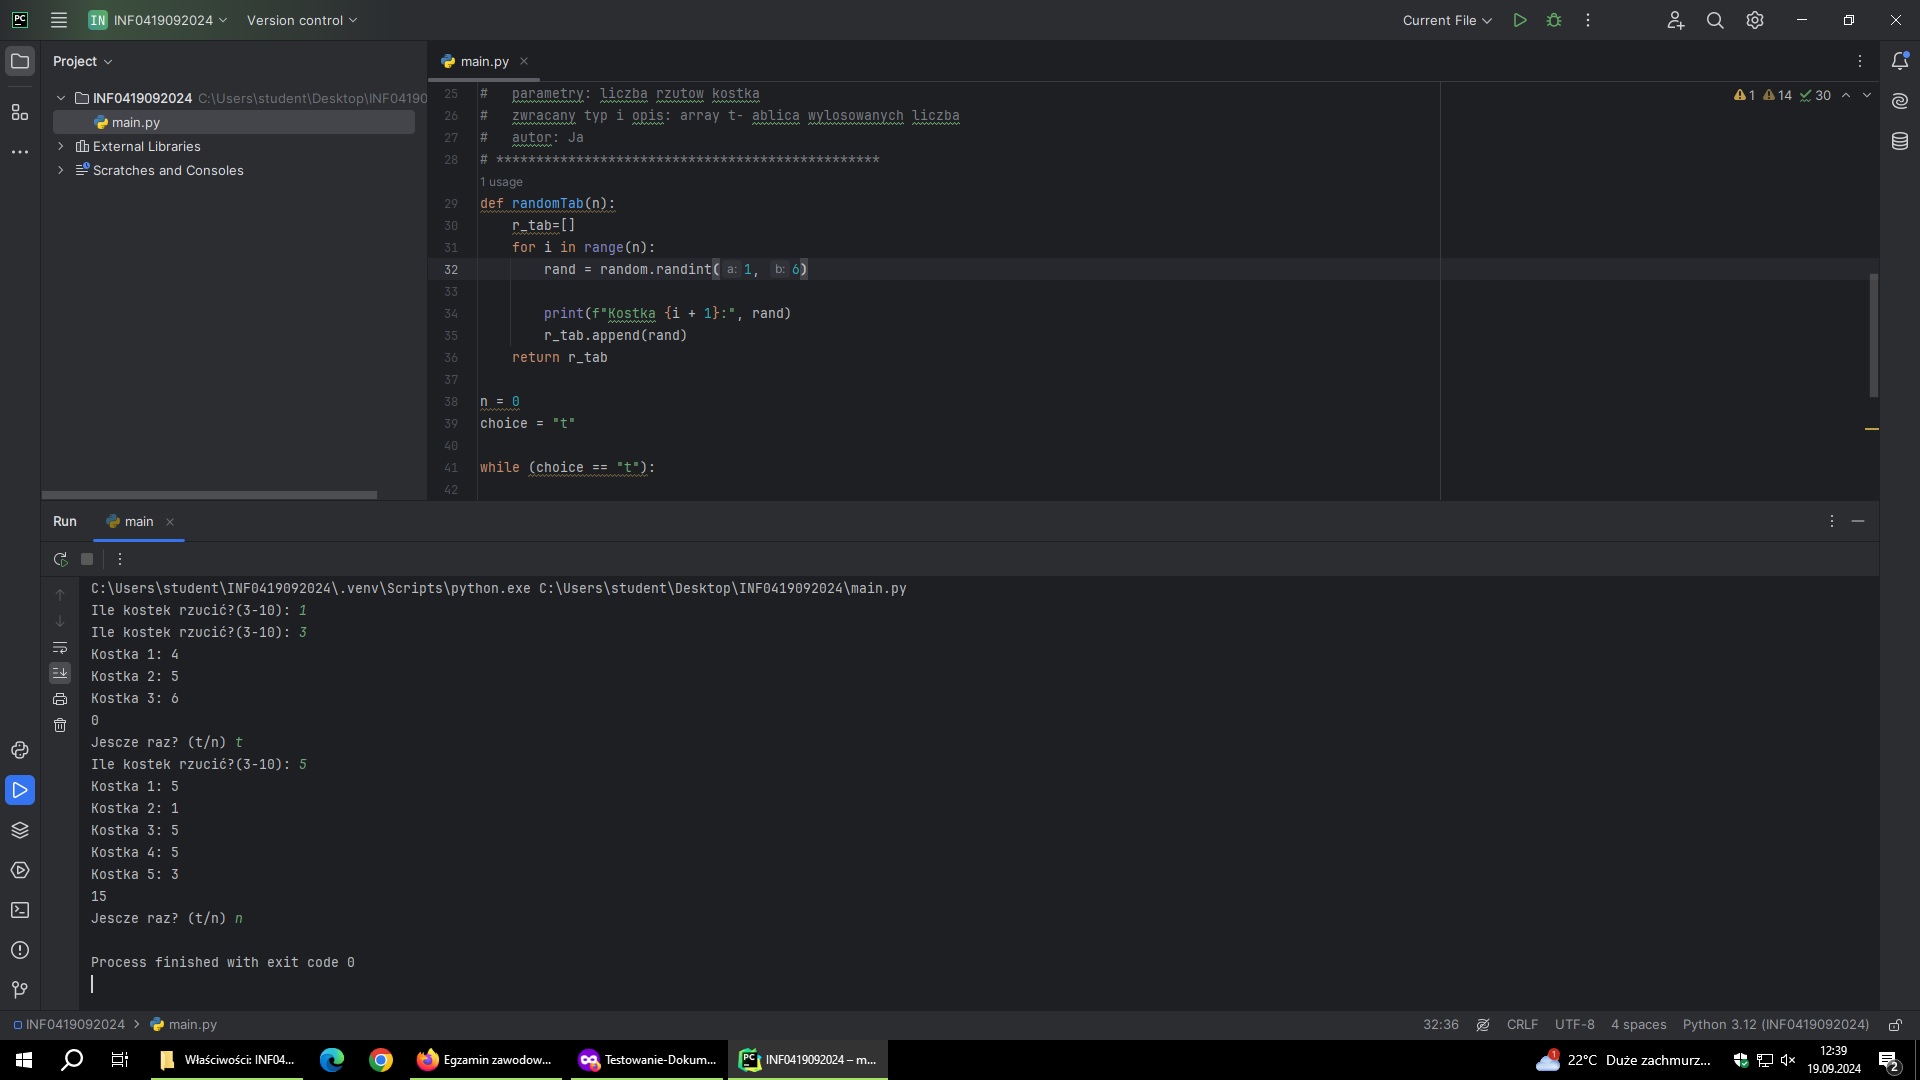 PC IN INF0419092024 Version control Current File
Project
main.py
INF0419092024 C:\Users\student\Desktop\INF04190
main.py
External Libraries
Scratches and Consoles
1 14 30
25 #   parametry: liczba rzutow kostka
26 #   zwracany typ i opis: array t- ablica wylosowanych liczba
27 #   autor: Ja
28 # ************************************************
1 usage
29 def randomTab(n):
30     r_tab=[]
31     for i in range(n):
32         rand = random.randint( a: 1,  b: 6)
33
34         print(f"Kostka {i + 1}:", rand)
35         r_tab.append(rand)
36     return r_tab
37
38 n = 0
39 choice = "t"
40
41 while (choice == "t"):
42
Run main
C:\Users\student\INF0419092024\.venv\Scripts\python.exe C:\Users\student\Desktop\INF0419092024\main.py
Ile kostek rzucić?(3-10): 1
Ile kostek rzucić?(3-10): 3
Kostka 1: 4
Kostka 2: 5
Kostka 3: 6
0
Jescze raz? (t/n) t
Ile kostek rzucić?(3-10): 5
Kostka 1: 5
Kostka 2: 1
Kostka 3: 5
Kostka 4: 5
Kostka 5: 3
15
Jescze raz? (t/n) n
Process finished with exit code 0
INF0419092024 > main.py 32:36 CRLF UTF-8 4 spaces Python 3.12 (INF0419092024)
Właściwości: INF04... Egzamin zawodow... Testowanie-Dokum... PC INF0419092024 – m... 1 22°C Duże zachmurz... 12:39
19.09.2024 2